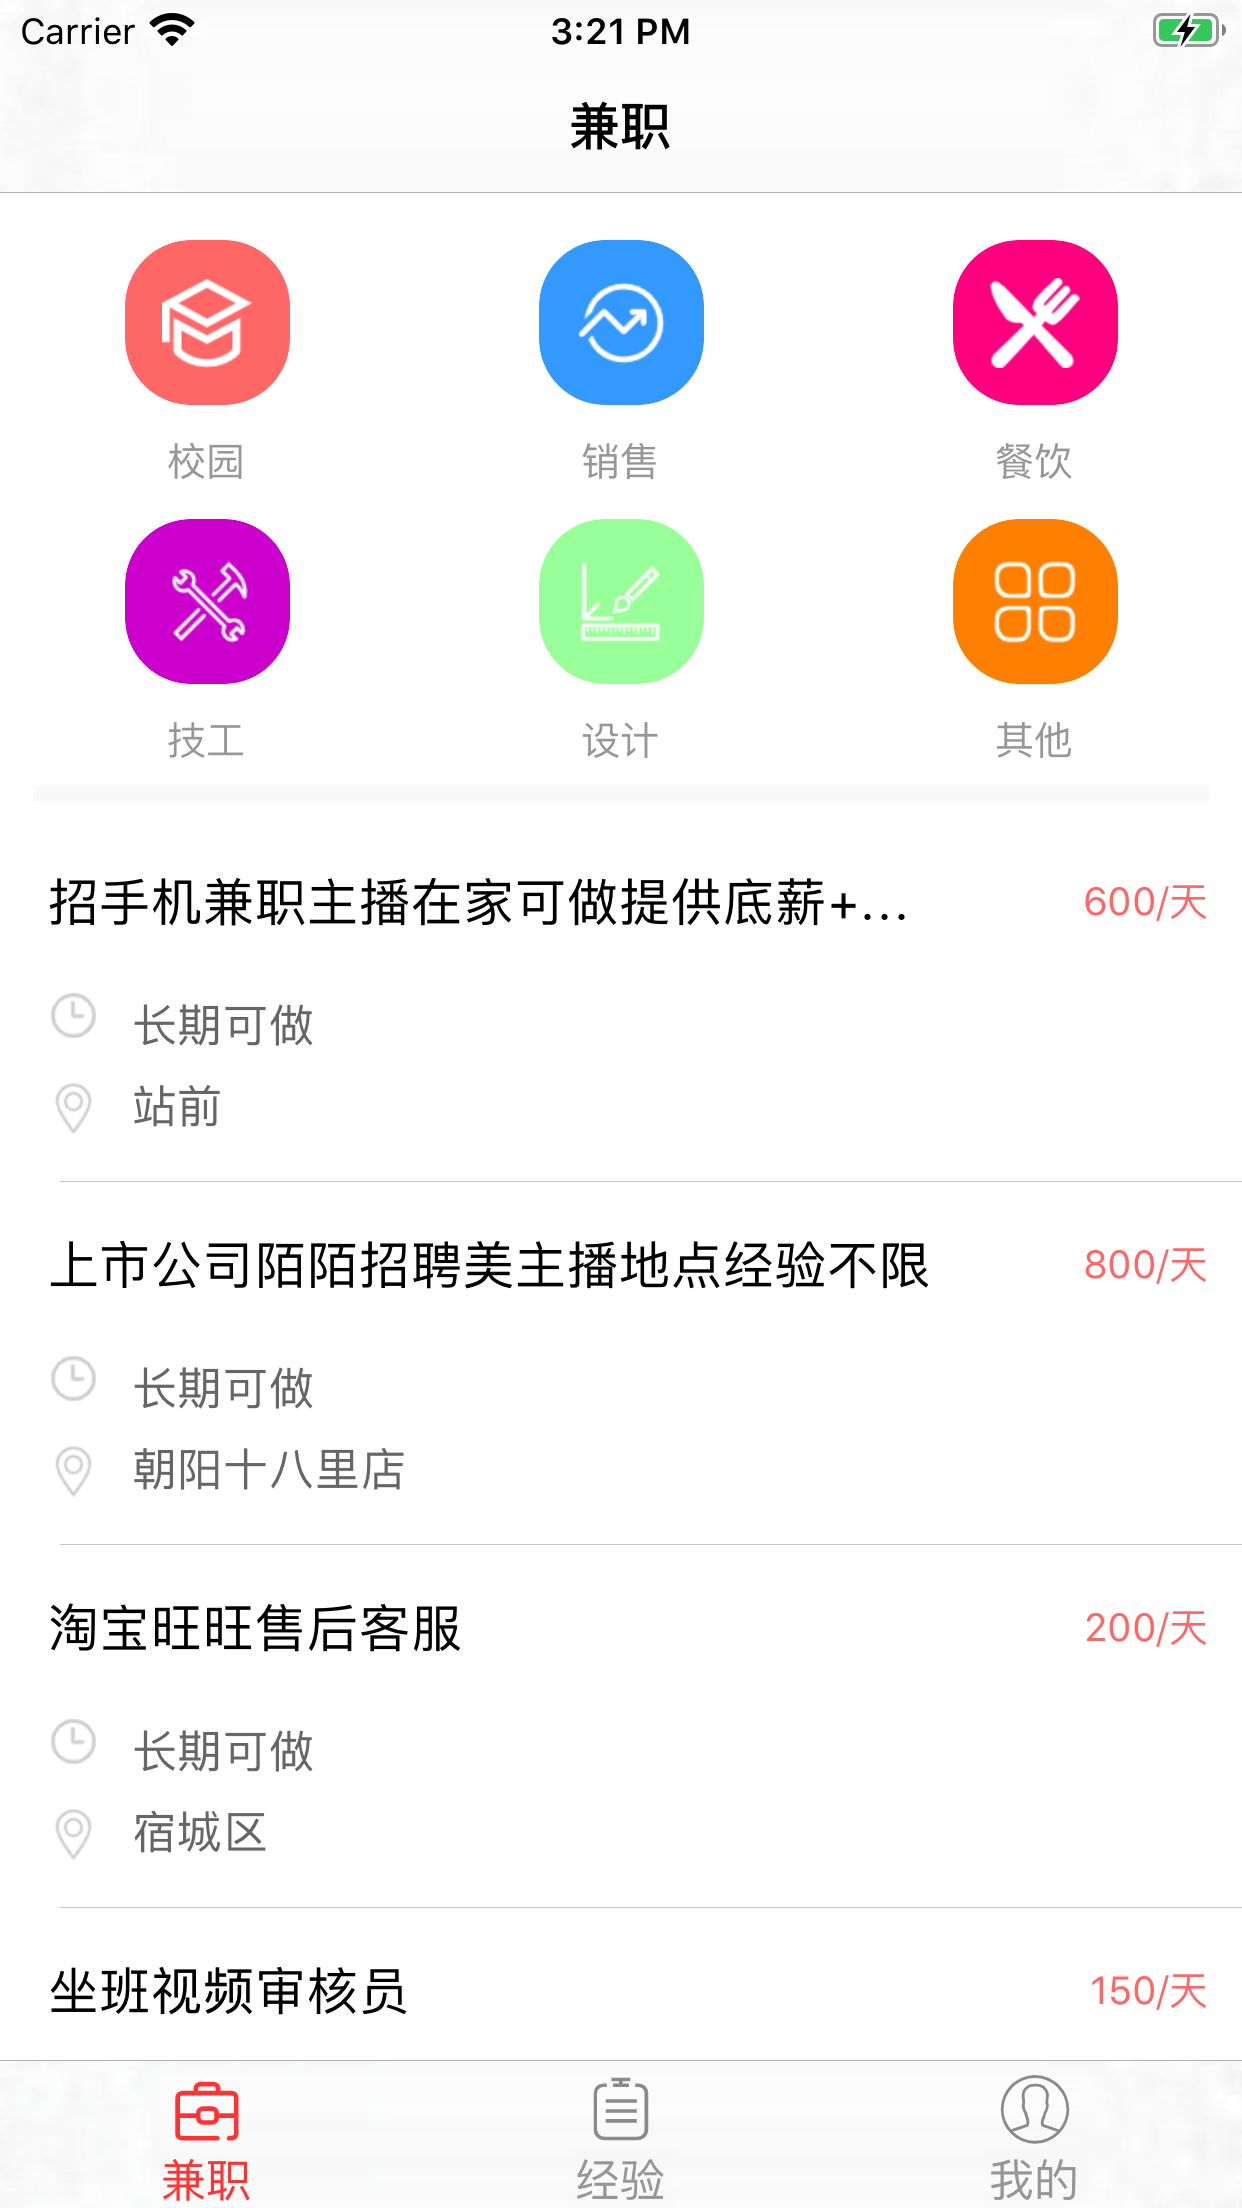 Carrier 3:21 PM
兼职
校园 销售 餐饮
技工 设计 其他
招手机兼职主播在家可做提供底薪+... 600/天
长期可做
站前
上市公司陌陌招聘美主播地点经验不限 800/天
长期可做
朝阳十八里店
淘宝旺旺售后客服 200/天
长期可做
宿城区
坐班视频审核员 150/天
兼职 经验 我的